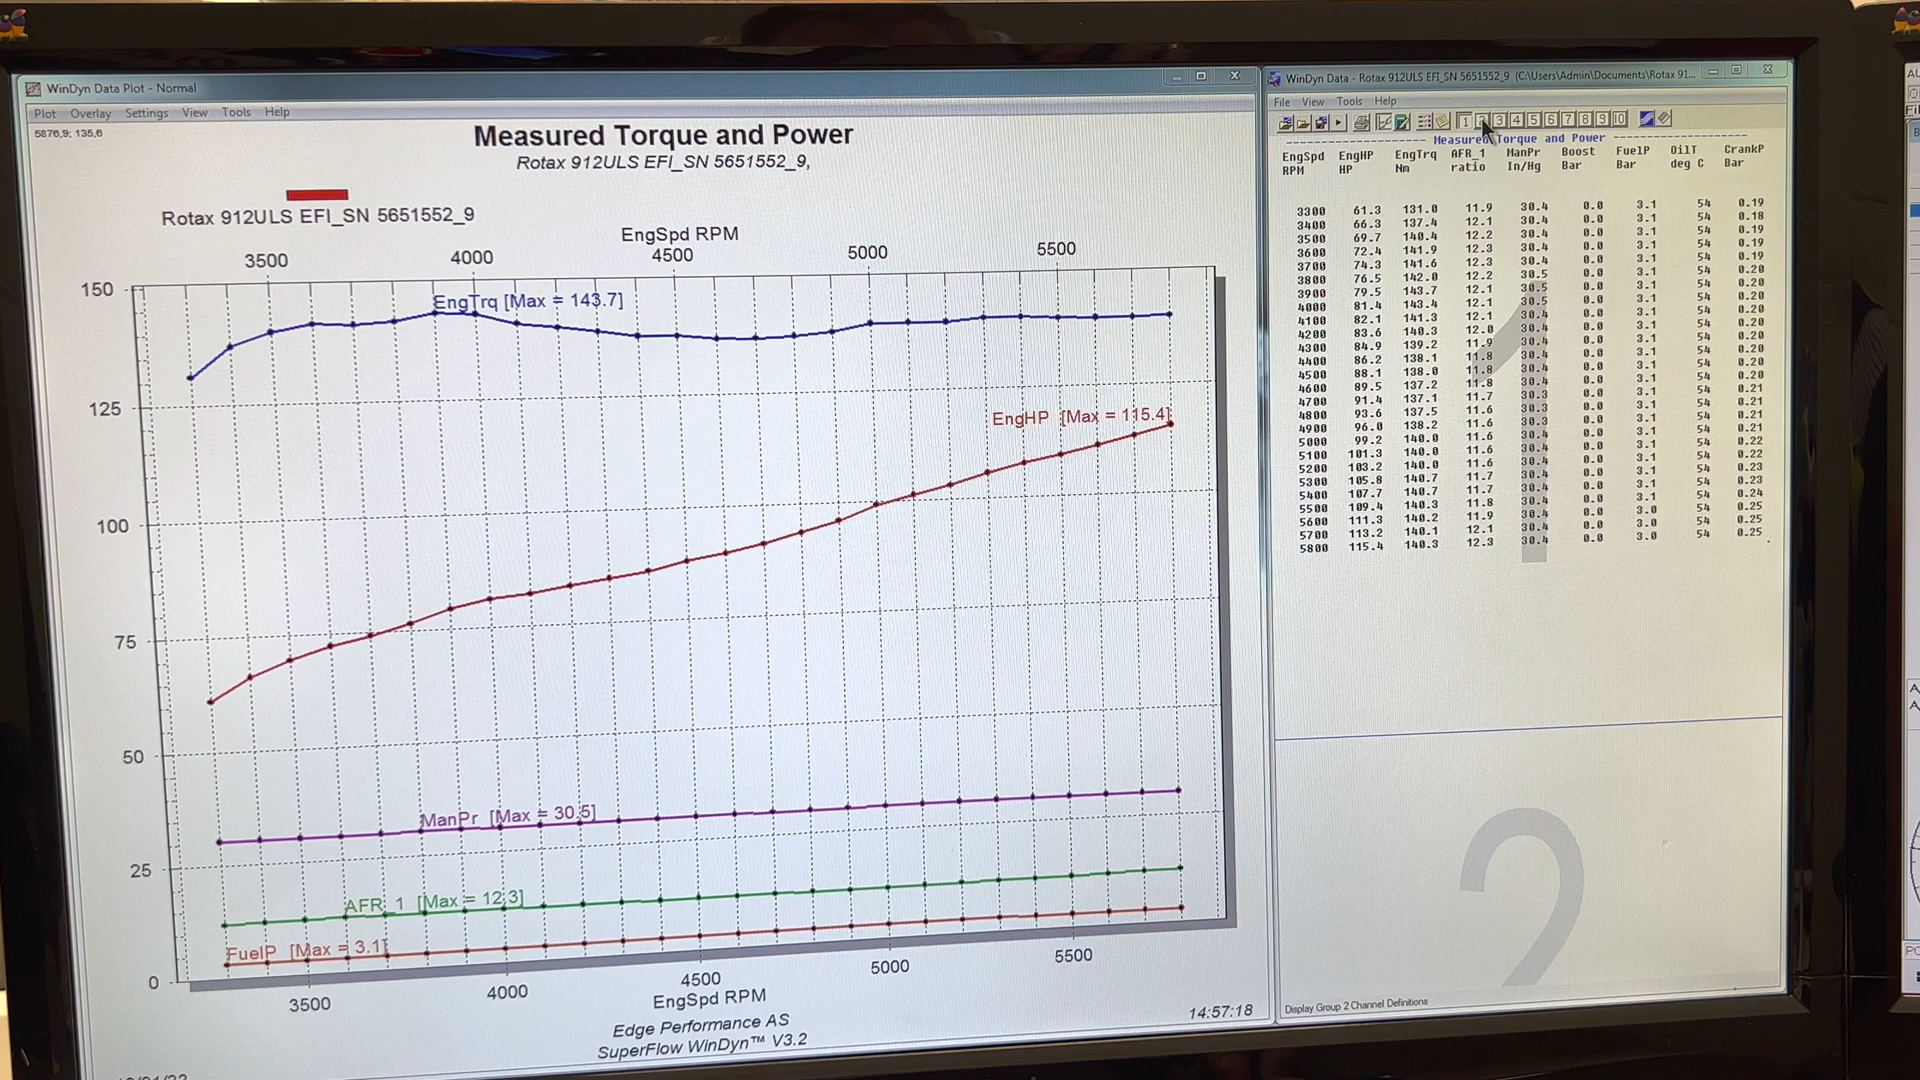 WinDyn Data Plot - Normal
Plot Overlay Settings View Tools Help
5876,9; 135,6
Measured Torque and Power
Rotax 912ULS EFI_SN 5651552_9,
Rotax 912ULS EFI_SN 5651552_9
EngSpd RPM
3500 4000 4500 5000 5500
150
EngTrq [Max = 143.7]
125
EngHP [Max = 115.4]
100
75
50
ManPr [Max = 30.5]
25
AFR_1 [Max = 12.3]
FuelP [Max = 3.1]
0
3500 4000 4500 5000 5500
EngSpd RPM
Edge Performance AS
SuperFlow WinDyn™ V3.2
14:57:18
WinDyn Data - Rotax 912ULS EFI_SN 5651552_9 (C:\Users\Admin\Documents\Rotax 91...
File View Tools Help
1 2 3 4 5 6 7 8 9 10
Measured Torque and Power
EngSpd EngHP EngTrq AFR_1 ManPr Boost FuelP OilT CrankP
RPM HP Nm ratio In/Hg Bar Bar deg C Bar
3300 61.3 131.0 11.9 30.4 0.0 3.1 54 0.19
3400 66.3 137.4 12.1 30.4 0.0 3.1 54 0.18
3500 69.7 140.4 12.2 30.4 0.0 3.1 54 0.19
3600 72.4 141.9 12.3 30.4 0.0 3.1 54 0.19
3700 74.3 141.6 12.3 30.4 0.0 3.1 54 0.19
3800 76.5 142.0 12.2 30.5 0.0 3.1 54 0.20
3900 79.5 143.7 12.1 30.5 0.0 3.1 54 0.20
4000 81.4 143.4 12.1 30.5 0.0 3.1 54 0.20
4100 82.1 141.3 12.1 30.4 0.0 3.1 54 0.20
4200 83.6 140.3 12.0 30.4 0.0 3.1 54 0.20
4300 84.9 139.2 11.9 30.4 0.0 3.1 54 0.20
4400 86.2 138.1 11.8 30.4 0.0 3.1 54 0.20
4500 88.1 138.0 11.8 30.4 0.0 3.1 54 0.20
4600 89.5 137.2 11.8 30.4 0.0 3.1 54 0.20
4700 91.4 137.1 11.7 30.3 0.0 3.1 54 0.21
4800 93.6 137.5 11.6 30.3 0.0 3.1 54 0.21
4900 96.0 138.2 11.6 30.3 0.0 3.1 54 0.21
5000 99.2 140.0 11.6 30.4 0.0 3.1 54 0.21
5100 101.3 140.0 11.6 30.4 0.0 3.1 54 0.22
5200 103.2 140.0 11.6 30.4 0.0 3.1 54 0.22
5300 105.8 140.7 11.7 30.4 0.0 3.1 54 0.23
5400 107.7 140.7 11.7 30.4 0.0 3.1 54 0.23
5500 109.4 140.3 11.8 30.4 0.0 3.1 54 0.24
5600 111.3 140.2 11.9 30.4 0.0 3.0 54 0.25
5700 113.2 140.1 12.1 30.4 0.0 3.0 54 0.25
5800 115.4 140.3 12.3 30.4 0.0 3.0 54 0.25
1
2
Display Group 2 Channel Definitions